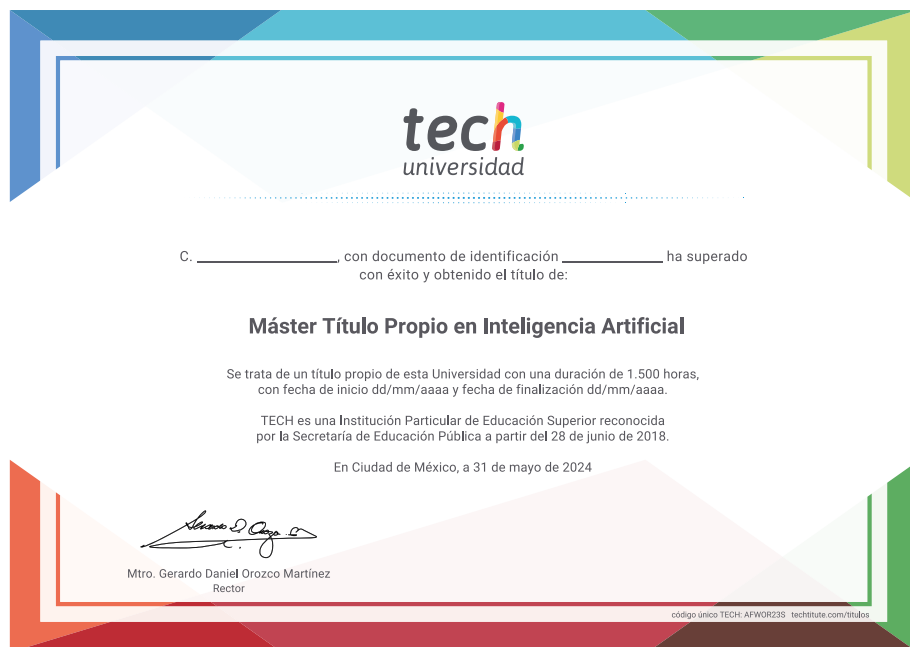 tech
universidad
C. ____________, con documento de identificación ____________ ha superado
con éxito y obtenido el título de:
Máster Título Propio en Inteligencia Artificial
Se trata de un título propio de esta Universidad con una duración de 1.500 horas,
con fecha de inicio dd/mm/aaaa y fecha de finalización dd/mm/aaaa.
TECH es una Institución Particular de Educación Superior reconocida
por la Secretaría de Educación Pública a partir del 28 de junio de 2018.
En Ciudad de México, a 31 de mayo de 2024
Mtro. Gerardo Daniel Orozco Martínez
Rector
código único TECH: AFWOR23S techtitute.com/titulos